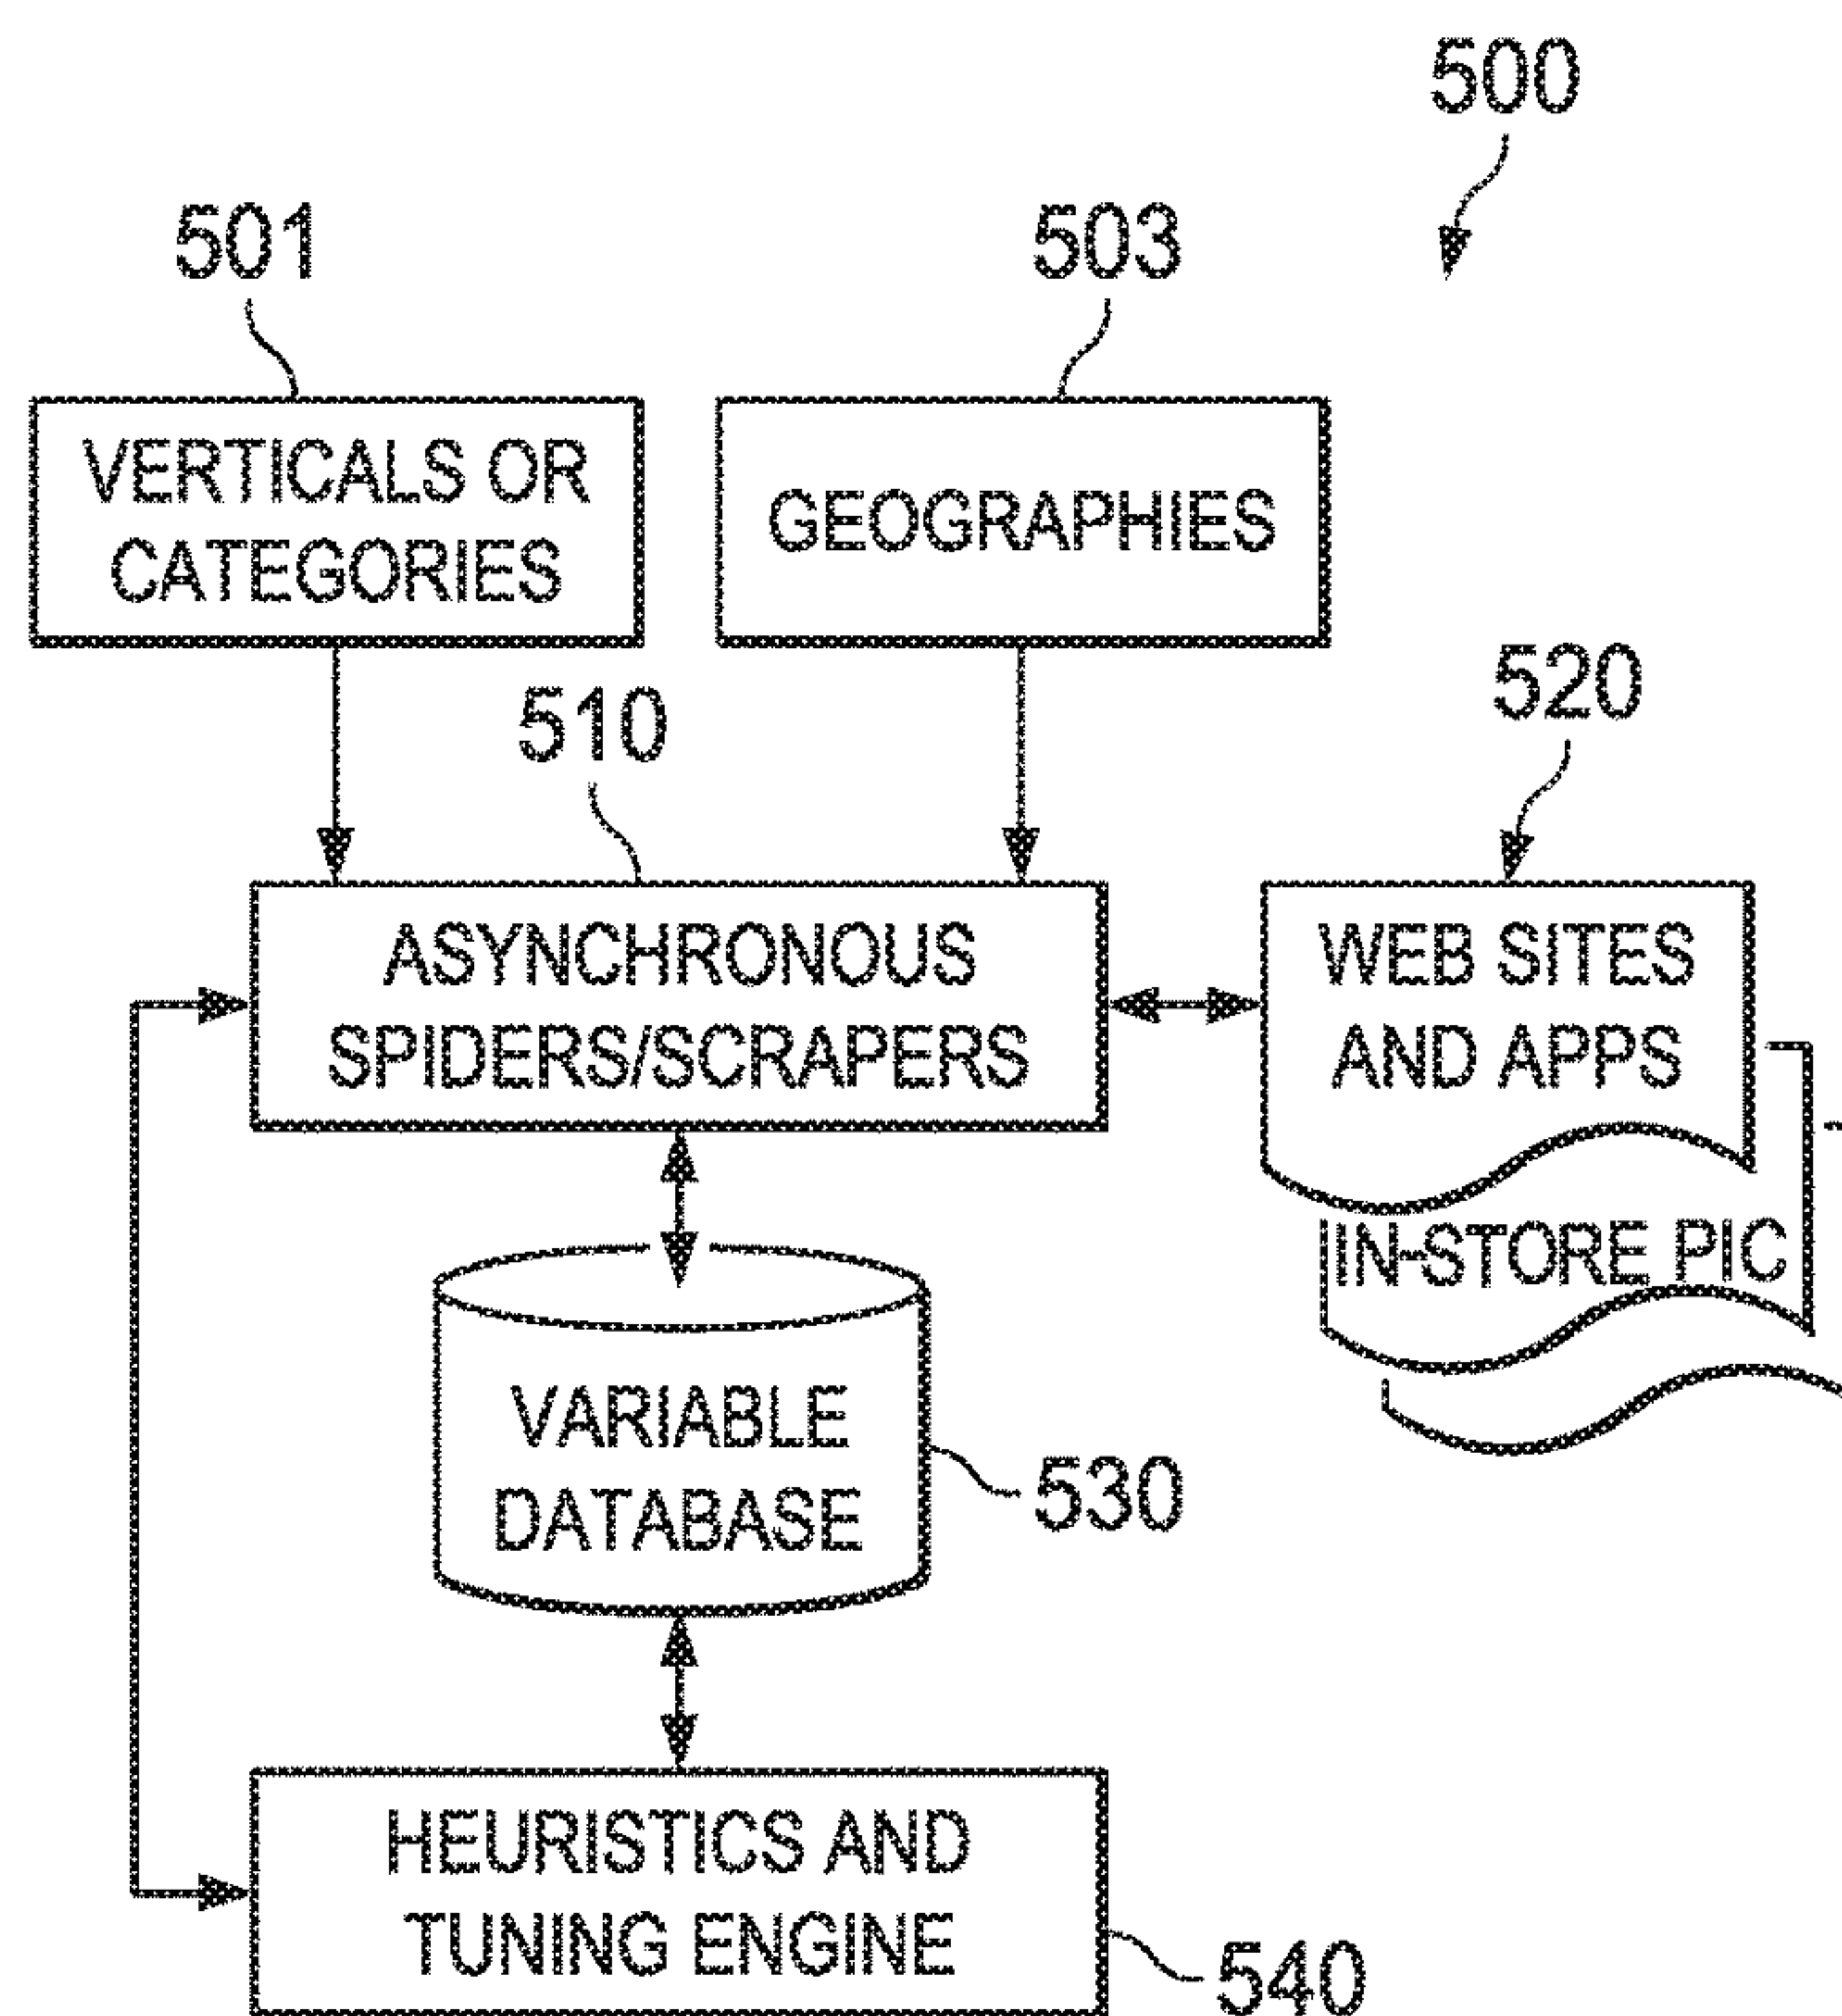 500
501
503
VERTICALS OR
CATEGORIES
GEOGRAPHIES
510
520
ASYNCHRONOUS
SPIDERS/SCRAPERS
WEB SITES
AND APPS
IN-STORE PIC
VARIABLE
DATABASE
530
HEURISTICS AND
TUNING ENGINE
540